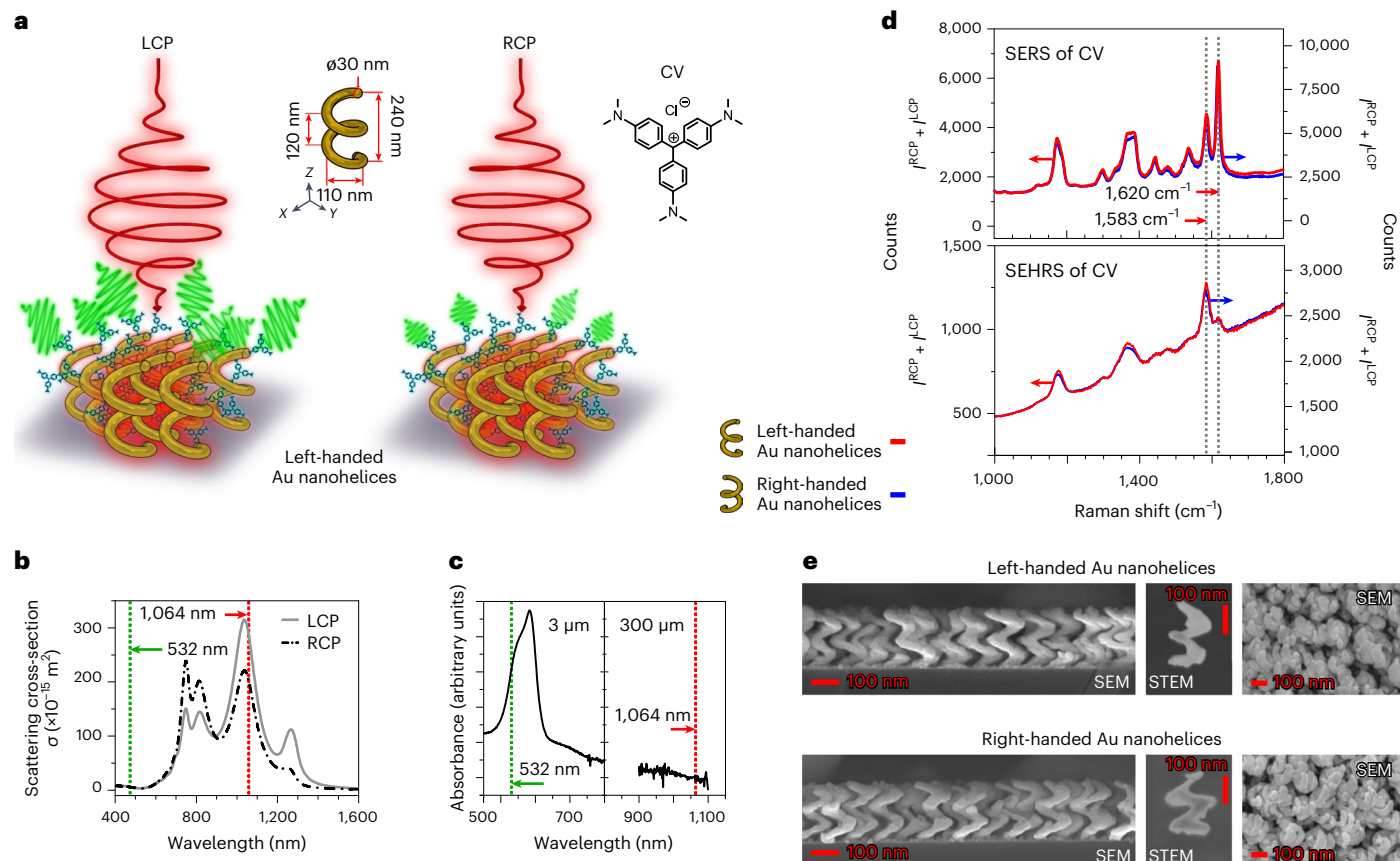 a
LCP
RCP
ø30 nm
240 nm
120 nm
110 nm
Z
X
Y
CV
Cl⊖
N
N
⊕
N
Left-handed
Au nanohelices
Left-handed
Au nanohelices
Right-handed
Au nanohelices
d
8,000
6,000
4,000
2,000
0
I^RCP + I^LCP
SERS of CV
10,000
7,500
5,000
2,500
0
I^RCP + I^LCP
1,620 cm⁻¹
1,583 cm⁻¹
Counts
Counts
1,500
1,000
500
I^RCP + I^LCP
SEHRS of CV
3,000
2,500
2,000
1,500
1,000
I^RCP + I^LCP
1,000
1,400
1,800
Raman shift (cm⁻¹)
b
Scattering cross-section
σ (×10⁻¹⁵ m²)
300
200
100
0
1,064 nm
532 nm
LCP
RCP
400
800
1,200
1,600
Wavelength (nm)
c
Absorbance (arbitrary units)
3 µm
300 µm
1,064 nm
532 nm
500
700
900
1,100
Wavelength (nm)
e
Left-handed Au nanohelices
100 nm
SEM
100 nm
STEM
SEM
100 nm
Right-handed Au nanohelices
100 nm
SEM
100 nm
STEM
SEM
100 nm